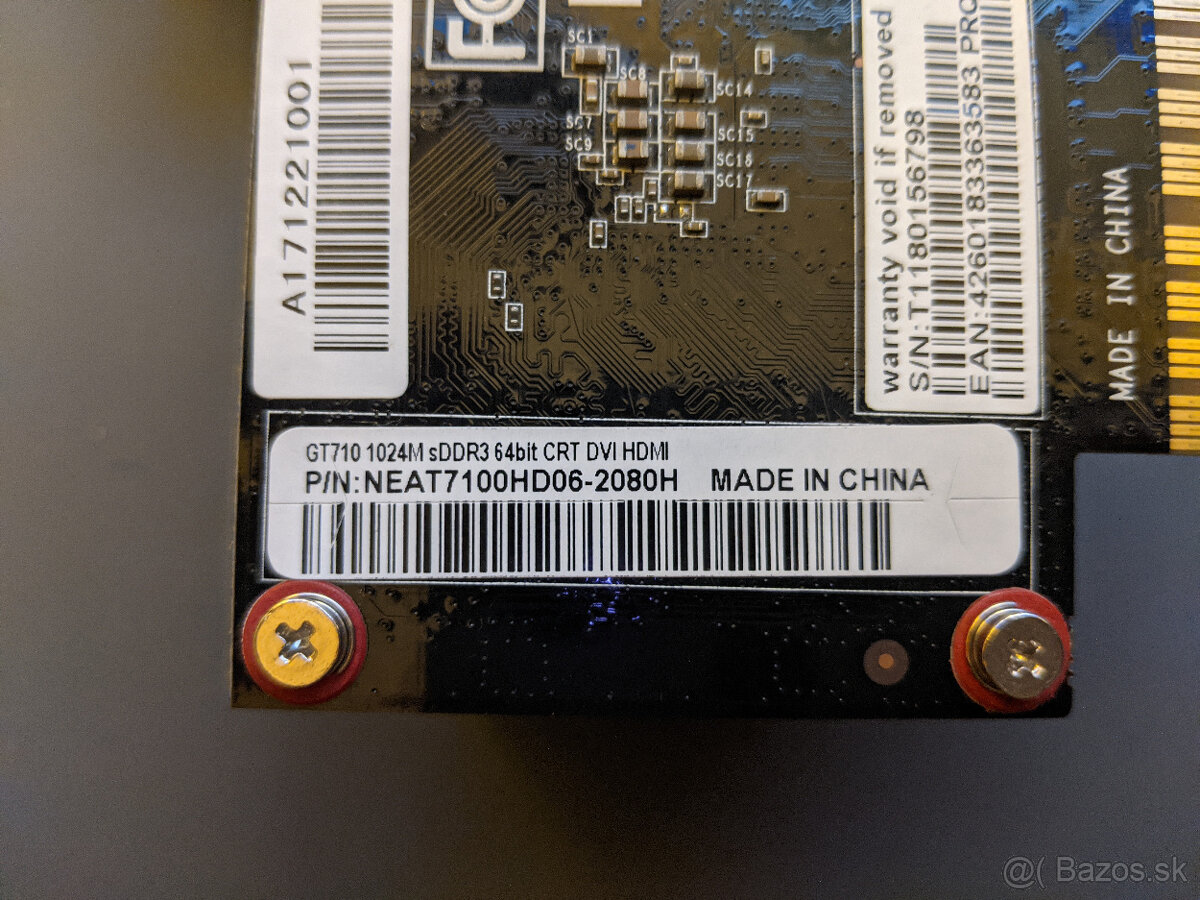 FC
SC1
SC8
SC14
SC7
SC15
SC9
SC18
SC17
A171221001
warranty void if removed
S/N:T1180156798
EAN:4260183363583 PRO
MADE IN CHINA
GT710 1024M sDDR3 64bit CRT DVI HDMI
P/N:NEAT7100HD06-2080H MADE IN CHINA
@( Bazos.sk